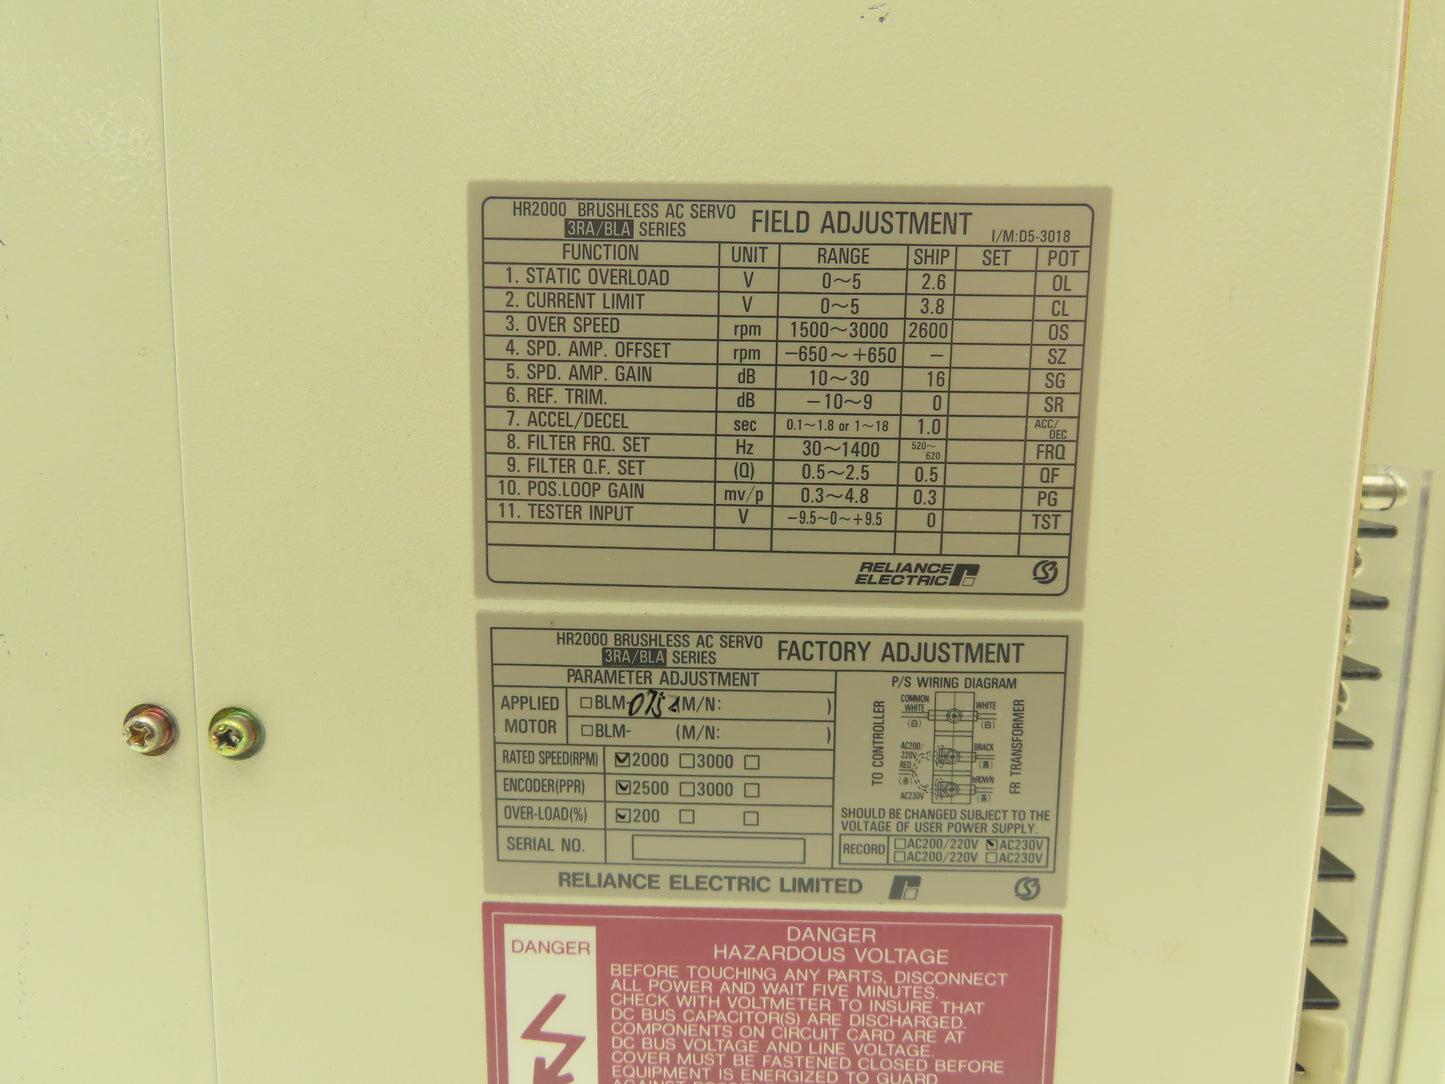 HR2000 BRUSHLESS AC SERVO FIELD ADJUSTMENT
3RA/BLA SERIES I/M:D5-3018
FUNCTION UNIT RANGE SHIP SET POT
1. STATIC OVERLOAD V 0~5 2.6 OL
2. CURRENT LIMIT V 0~5 3.8 CL
3. OVER SPEED rpm 1500~3000 2600 OS
4. SPD. AMP. OFFSET rpm −650~+650 − SZ
5. SPD. AMP. GAIN dB 10~30 16 SG
6. REF. TRIM. dB −10~9 0 SR
7. ACCEL/DECEL sec 0.1~1.8 or 1~18 1.0 ACC/DEC
8. FILTER FRQ. SET Hz 30~1400 520~620 FRQ
9. FILTER Q.F. SET (Q) 0.5~2.5 0.5 QF
10. POS.LOOP GAIN mv/p 0.3~4.8 0.3 PG
11. TESTER INPUT V −9.5~0~+9.5 0 TST
RELIANCE
ELECTRIC
HR2000 BRUSHLESS AC SERVO FACTORY ADJUSTMENT
3RA/BLA SERIES
PARAMETER ADJUSTMENT
APPLIED MOTOR
□BLM- (M/N: )
□BLM- (M/N: )
RATED SPEED(RPM) ☑2000 □3000 □
ENCODER(PPR) ☑2500 □3000 □
OVER-LOAD(%) ☑200 □ □
SERIAL NO.
P/S WIRING DIAGRAM
TO CONTROLLER
COMMON
WHITE WHITE
(白) (白)
AC200/
220V BRACK
RED (黒)
(赤)
BROWN
AC230V (茶)
FR TRANSFORMER
SHOULD BE CHANGED SUBJECT TO THE
VOLTAGE OF USER POWER SUPPLY.
RECORD □AC200/220V ☑AC230V
□AC200/220V □AC230V
RELIANCE ELECTRIC LIMITED
DANGER
DANGER
HAZARDOUS VOLTAGE
BEFORE TOUCHING ANY PARTS, DISCONNECT
ALL POWER AND WAIT FIVE MINUTES.
CHECK WITH VOLTMETER TO INSURE THAT
DC BUS CAPACITOR(S) ARE DISCHARGED.
COMPONENTS ON CIRCUIT CARD ARE AT
DC BUS VOLTAGE AND LINE VOLTAGE.
COVER MUST BE FASTENED CLOSED BEFORE
EQUIPMENT IS ENERGIZED TO GUARD